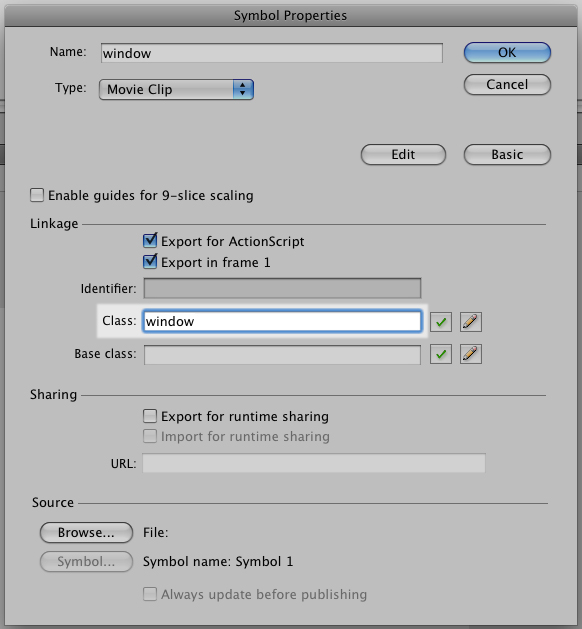 Symbol Properties
Name: window
OK
Type: Movie Clip
Cancel
Edit
Basic
Enable guides for 9-slice scaling
Linkage
Export for ActionScript
Export in frame 1
Identifier:
Class: window
Base class:
Sharing
Export for runtime sharing
Import for runtime sharing
URL:
Source
Browse... File:
Symbol... Symbol name: Symbol 1
Always update before publishing